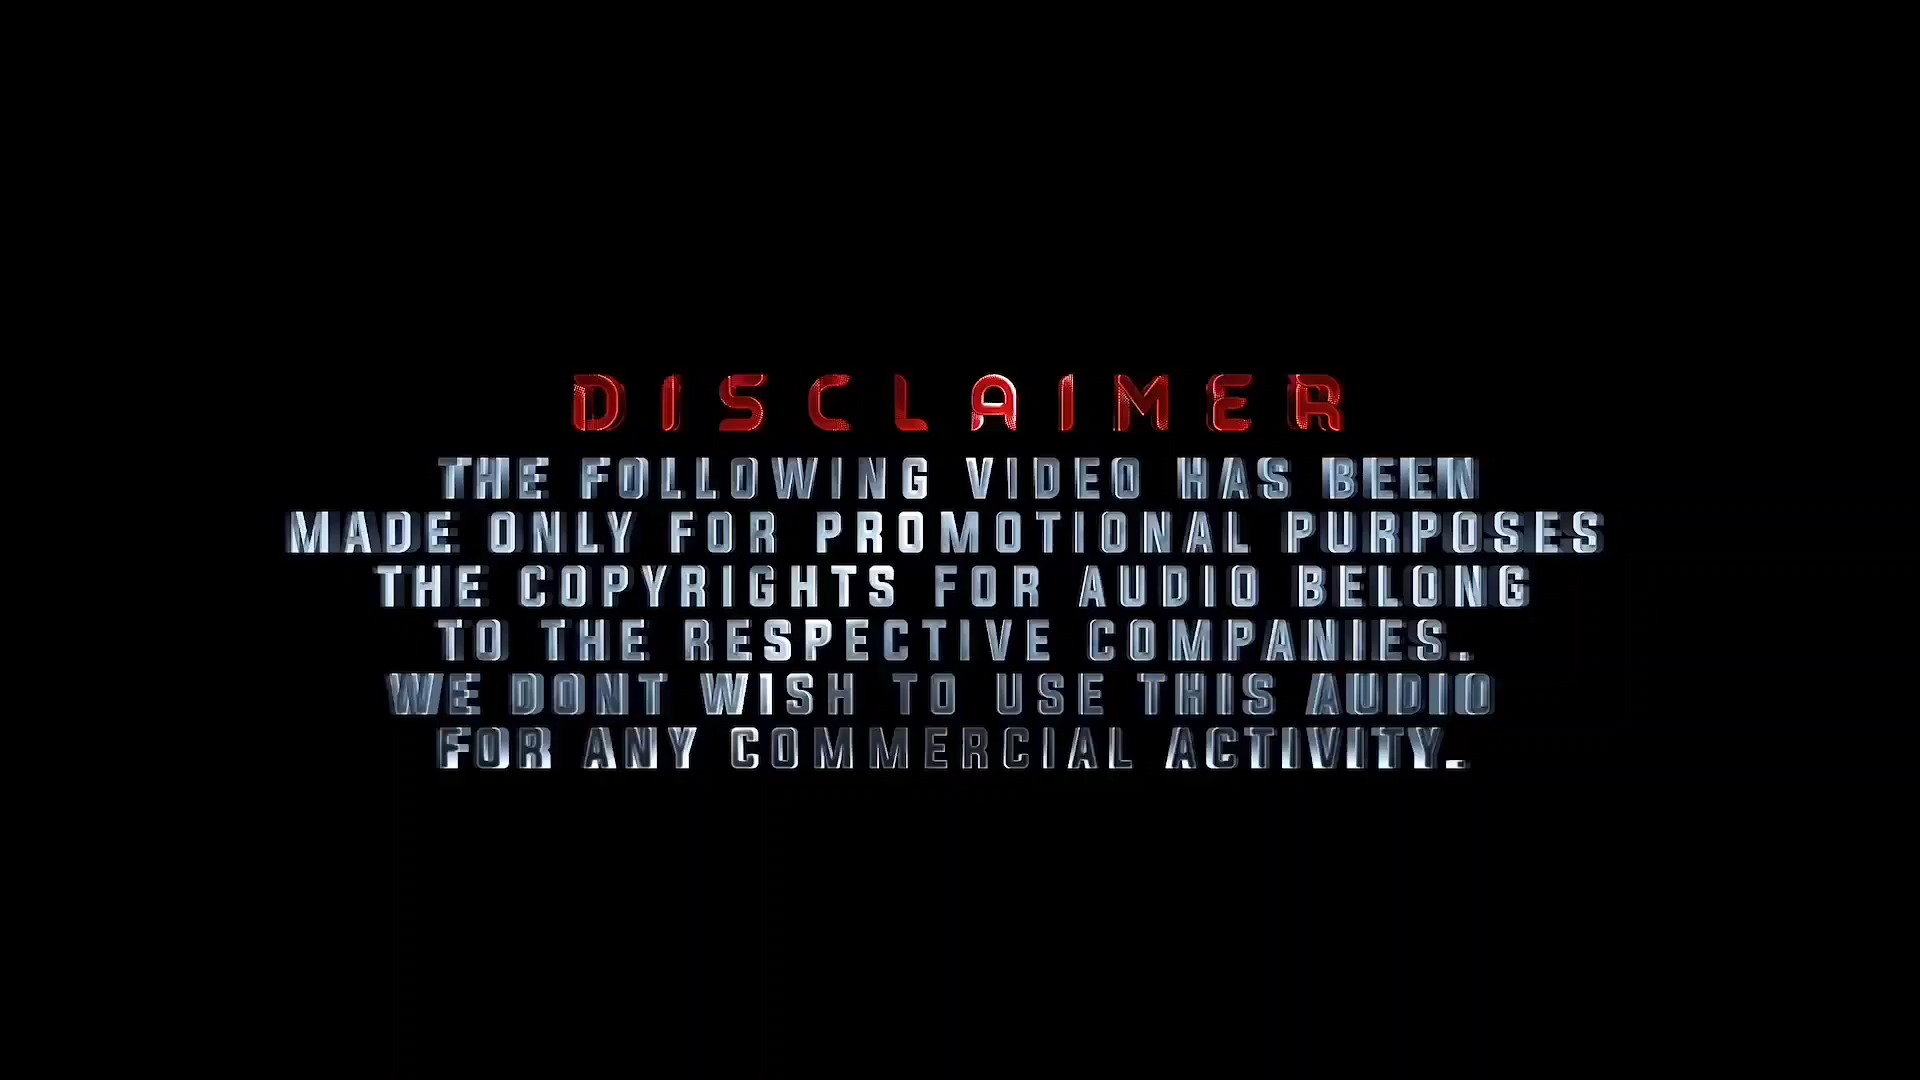 DISCLAIMER
THE FOLLOWING VIDEO HAS BEEN
MADE ONLY FOR PROMOTIONAL PURPOSES
THE COPYRIGHTS FOR AUDIO BELONG
TO THE RESPECTIVE COMPANIES.
WE DONT WISH TO USE THIS AUDIO
FOR ANY COMMERCIAL ACTIVITY.